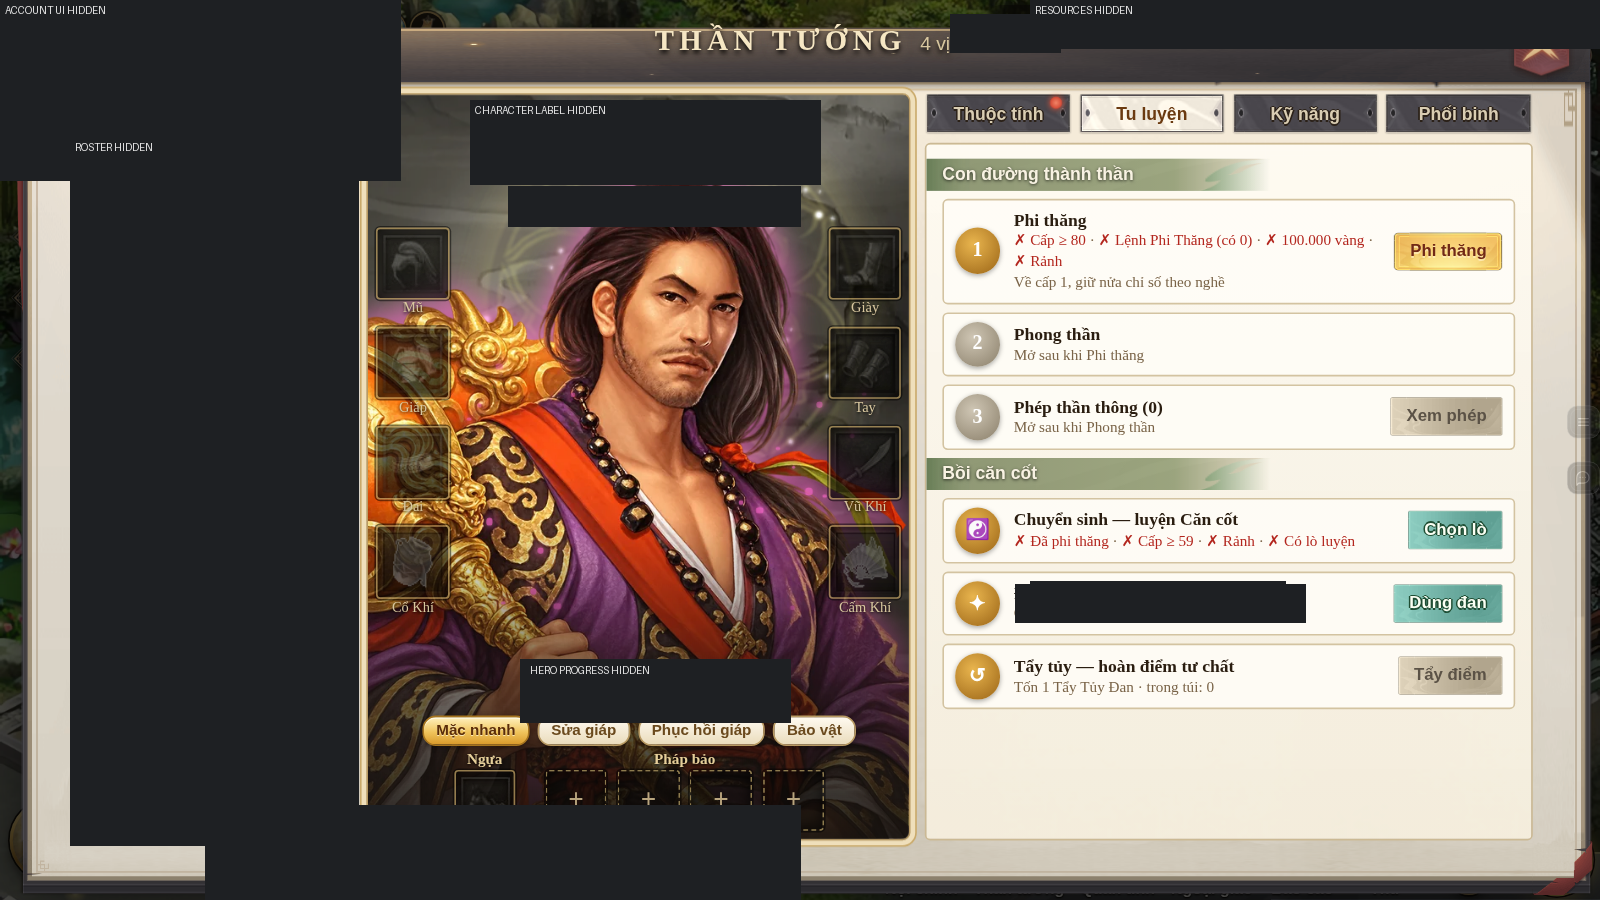 ACCOUNT UI HIDDEN
RESOURCES HIDDEN
THẦN TƯỚNG 4 vị
CHARACTER LABEL HIDDEN
ROSTER HIDDEN
Thuộc tính
Tu luyện
Kỹ năng
Phối binh
Con đường thành thần
1
Phi thăng
✗ Cấp ≥ 80 · ✗ Lệnh Phi Thăng (có 0) · ✗ 100.000 vàng ·
✗ Rảnh
Về cấp 1, giữ nửa chỉ số theo nghề
Phi thăng
2
Phong thần
Mở sau khi Phi thăng
3
Phép thần thông (0)
Mở sau khi Phong thần
Xem phép
Bồi căn cốt
Chuyển sinh — luyện Căn cốt
✗ Đã phi thăng · ✗ Cấp ≥ 59 · ✗ Rảnh · ✗ Có lò luyện
Chọn lò
Dùng đan
Tẩy tủy — hoàn điểm tư chất
Tốn 1 Tẩy Tủy Đan · trong túi: 0
Tẩy điểm
Mũ
Giày
Giáp
Tay
Đai
Vũ Khí
Cổ Khí
Cấm Khí
HERO PROGRESS HIDDEN
Mặc nhanh
Sửa giáp
Phục hồi giáp
Bảo vật
Ngựa
Pháp bảo
+ + + +